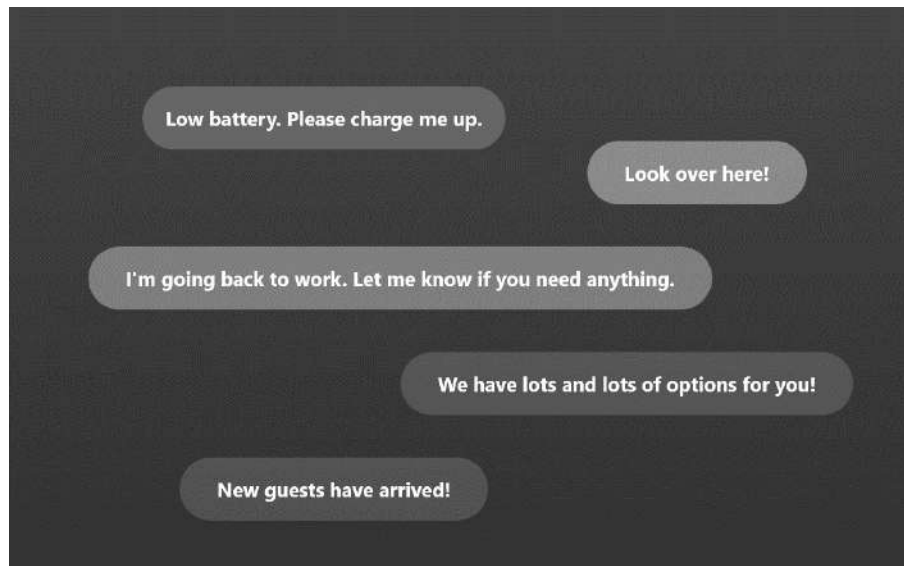 Low battery. Please charge me up.
Look over here!
I'm going back to work. Let me know if you need anything.
We have lots and lots of options for you!
New guests have arrived!